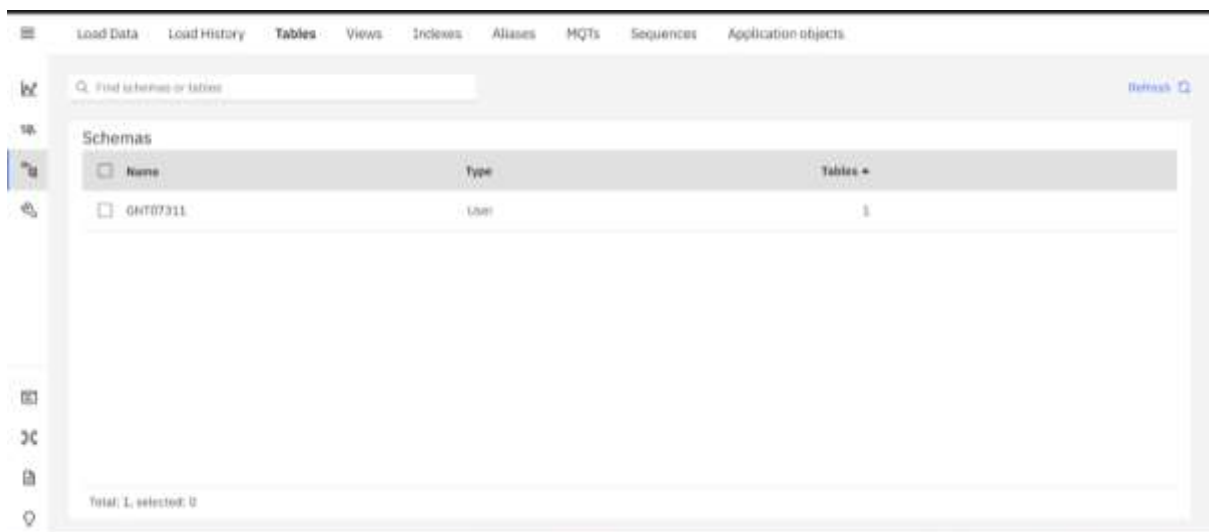 Load Data Load History Tables Views Indexes Aliases MQTs Sequences Application objects
Find schemas or tables
Refresh
SQL
Schemas
Name Type Tables
GNT07311 User 1
Total: 1, selected: 0